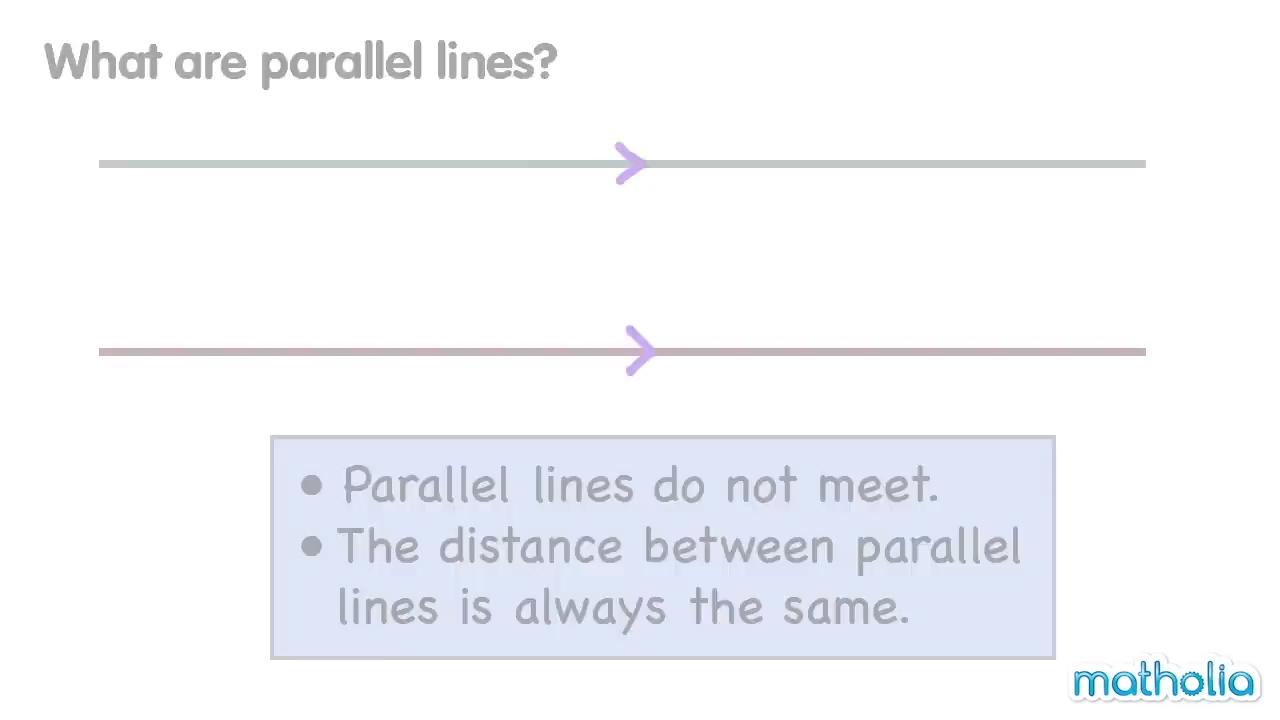 What are parallel lines?
• Parallel lines do not meet.
• The distance between parallel
lines is always the same.
matholia